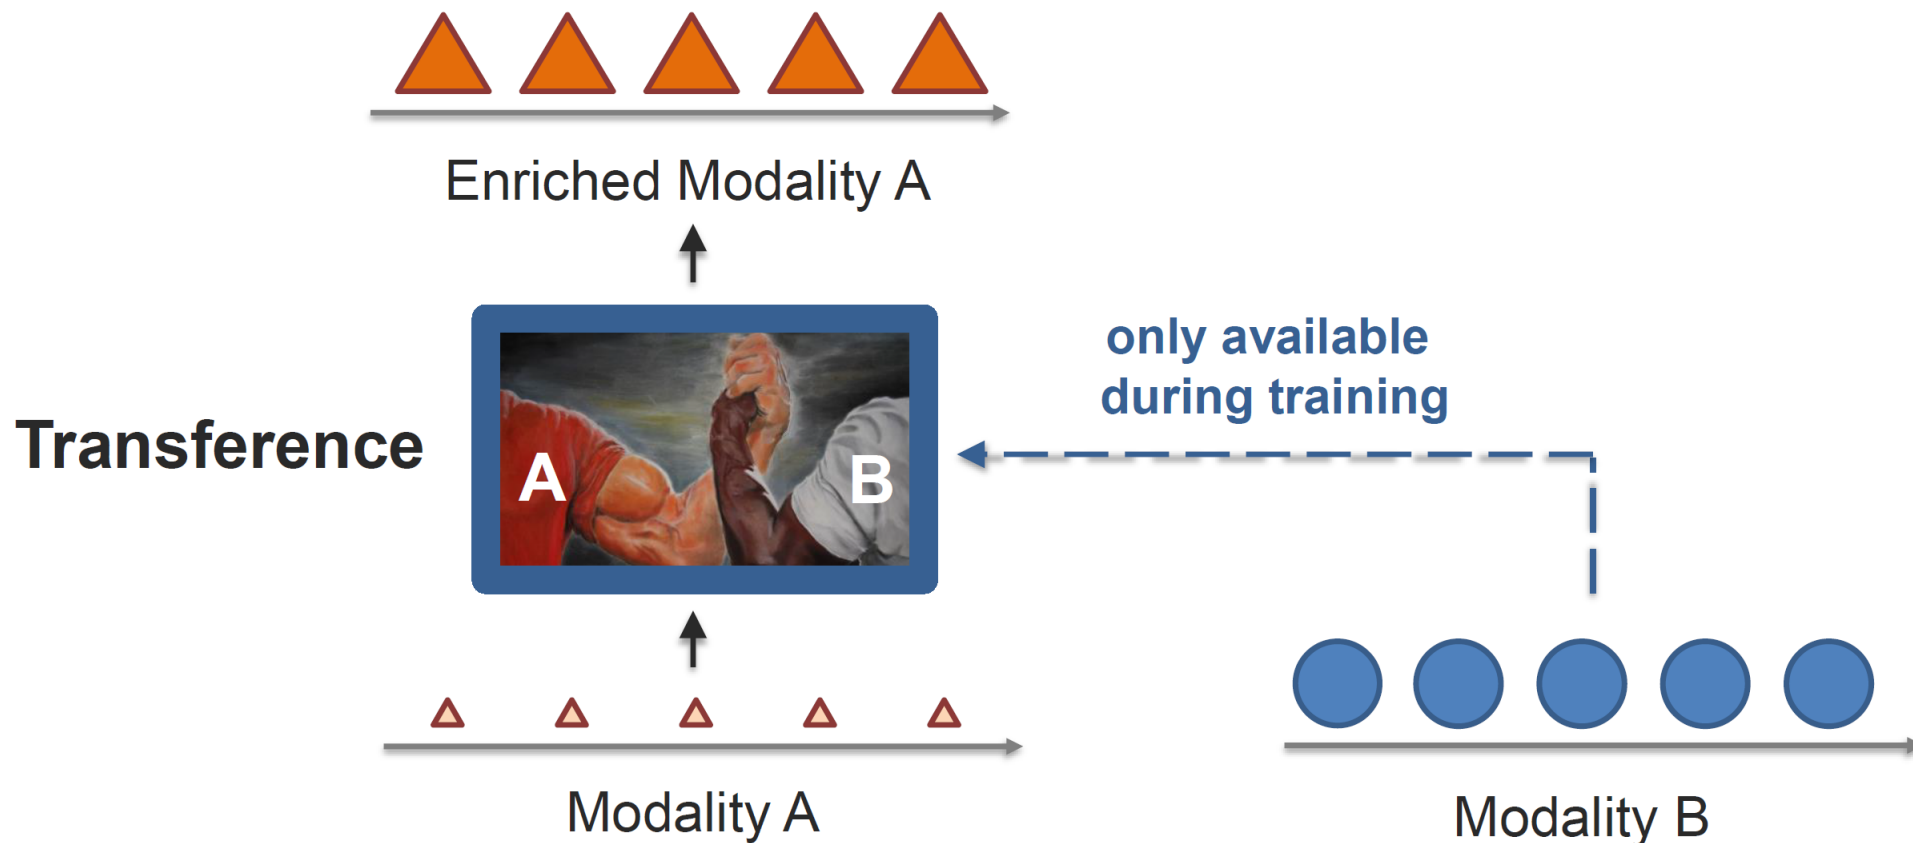 Enriched Modality A
only available
during training
Transference
A
B
Modality A
Modality B